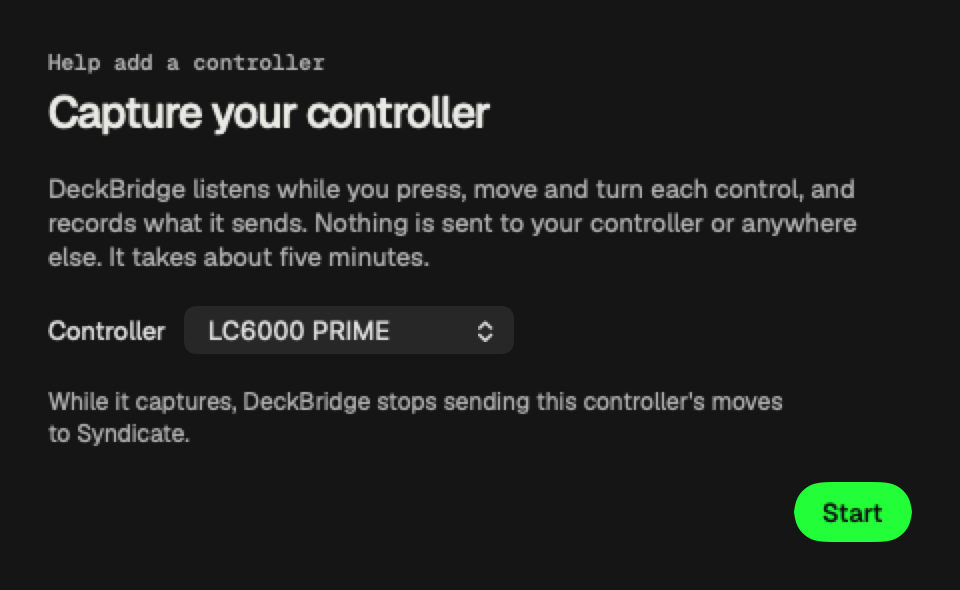 Help add a controller
Capture your controller
DeckBridge listens while you press, move and turn each control, and
records what it sends. Nothing is sent to your controller or anywhere
else. It takes about five minutes.
Controller LC6000 PRIME
While it captures, DeckBridge stops sending this controller's moves
to Syndicate.
Start